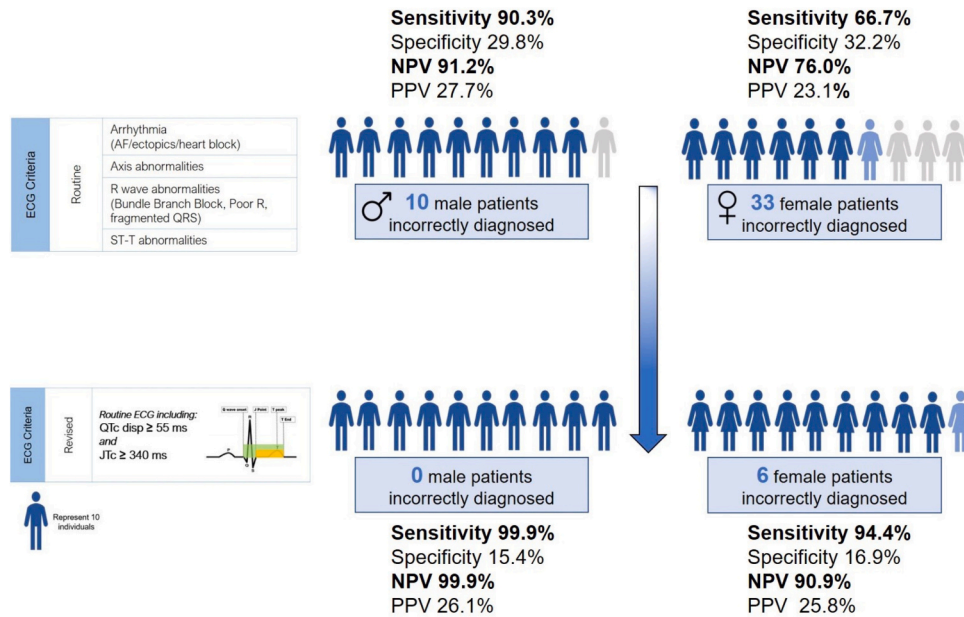 Sensitivity 90.3%
Specificity 29.8%
NPV 91.2%
PPV 27.7%
Sensitivity 66.7%
Specificity 32.2%
NPV 76.0%
PPV 23.1%
ECG Criteria
Routine
Arrhythmia
(AF/ectopics/heart block)
Axis abnormalities
R wave abnormalities
(Bundle Branch Block, Poor R,
fragmented QRS)
ST-T abnormalities
10 male patients
incorrectly diagnosed
33 female patients
incorrectly diagnosed
ECG Criteria
Revised
Routine ECG including:
QTc disp ≥ 55 ms
and
JTc ≥ 340 ms
J Point
T peak
T End
R
P
Q
S
0 male patients
incorrectly diagnosed
6 female patients
incorrectly diagnosed
Represent 10
individuals
Sensitivity 99.9%
Specificity 15.4%
NPV 99.9%
PPV 26.1%
Sensitivity 94.4%
Specificity 16.9%
NPV 90.9%
PPV 25.8%